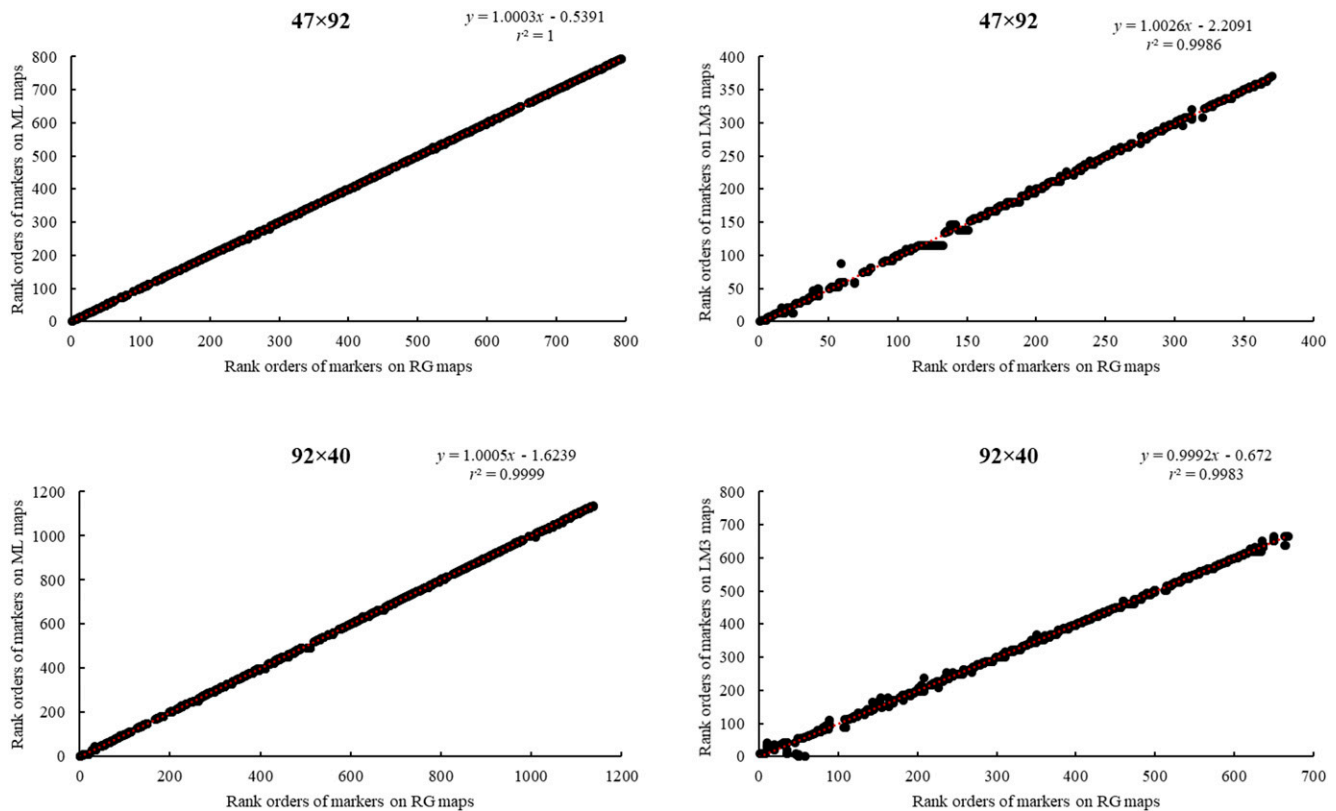 47×92
y = 1.0003x - 0.5391
r² = 1
Rank orders of markers on ML maps
800
700
600
500
400
300
200
100
0
0 100 200 300 400 500 600 700 800
Rank orders of markers on RG maps
47×92
y = 1.0026x - 2.2091
r² = 0.9986
Rank orders of markers on LM3 maps
400
350
300
250
200
150
100
50
0
0 50 100 150 200 250 300 350 400
Rank orders of markers on RG maps
92×40
y = 1.0005x - 1.6239
r² = 0.9999
Rank orders of markers on ML maps
1200
1000
800
600
400
200
0
0 200 400 600 800 1000 1200
Rank orders of markers on RG maps
92×40
y = 0.9992x - 0.672
r² = 0.9983
Rank orders of markers on LM3 maps
800
700
600
500
400
300
200
100
0
0 100 200 300 400 500 600 700
Rank orders of markers on RG maps